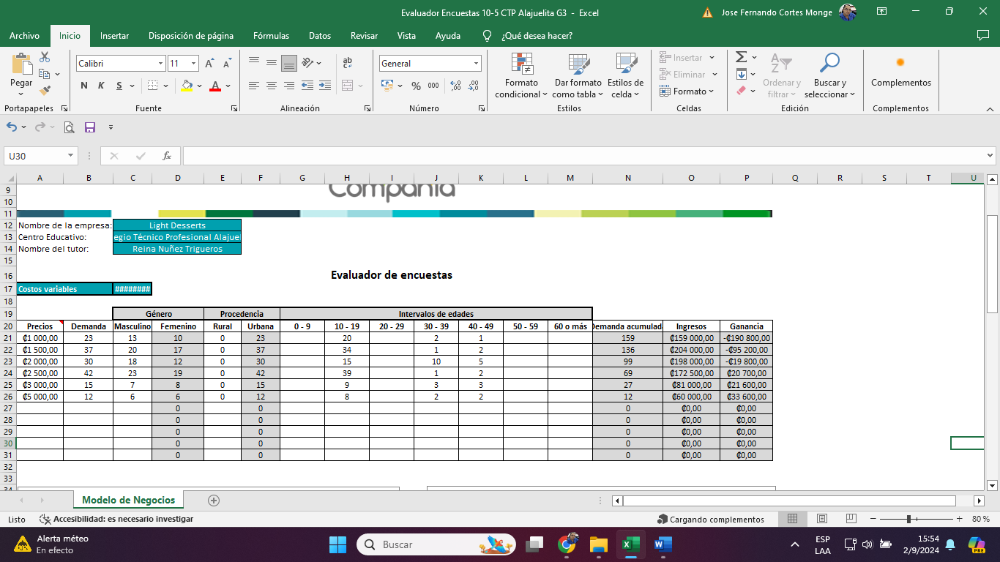 Evaluador Encuestas 10-5 CTP Alajuelita G3 - Excel
Jose Fernando Cortes Monge
Archivo Inicio Insertar Disposición de página Fórmulas Datos Revisar Vista Ayuda ¿Qué desea hacer?
Calibri 11 General
Pegar
N K S
% 000
Formato condicional
Dar formato como tabla
Estilos de celda
Insertar
Eliminar
Formato
Ordenar y filtrar
Buscar y seleccionar
Complementos
Portapapeles Fuente Alineación Número Estilos Celdas Edición Complementos
U30
A B C D E F G H I J K L M N O P Q R S T U
9 Compañía
10
11
12 Nombre de la empresa: Light Desserts
13 Centro Educativo: egio Técnico Profesional Alajue
14 Nombre del tutor: Reina Nuñez Trigueros
15
16 Evaluador de encuestas
17 Costos variables ########
18
19 Género Procedencia Intervalos de edades
20 Precios Demanda Masculino Femenino Rural Urbana 0 - 9 10 - 19 20 - 29 30 - 39 40 - 49 50 - 59 60 o más Demanda acumulada Ingresos Ganancia
21 ₡1 000,00 23 13 10 0 23 20 2 1 159 ₡159 000,00 -₡190 800,00
22 ₡1 500,00 37 20 17 0 37 34 1 2 136 ₡204 000,00 -₡95 200,00
23 ₡2 000,00 30 18 12 0 30 15 10 5 99 ₡198 000,00 -₡19 800,00
24 ₡2 500,00 42 23 19 0 42 39 1 2 69 ₡172 500,00 ₡20 700,00
25 ₡3 000,00 15 7 8 0 15 9 3 3 27 ₡81 000,00 ₡21 600,00
26 ₡5 000,00 12 6 6 0 12 8 2 2 12 ₡60 000,00 ₡33 600,00
27 0 0 0 ₡0,00 ₡0,00
28 0 0 0 ₡0,00 ₡0,00
29 0 0 0 ₡0,00 ₡0,00
30 0 0 0 ₡0,00 ₡0,00
31 0 0 0 ₡0,00 ₡0,00
32
33
34
Modelo de Negocios
Listo Accesibilidad: es necesario investigar Cargando complementos 80 %
Alerta méteo
En efecto
Buscar
ESP
LAA
15:54
2/9/2024
PRE